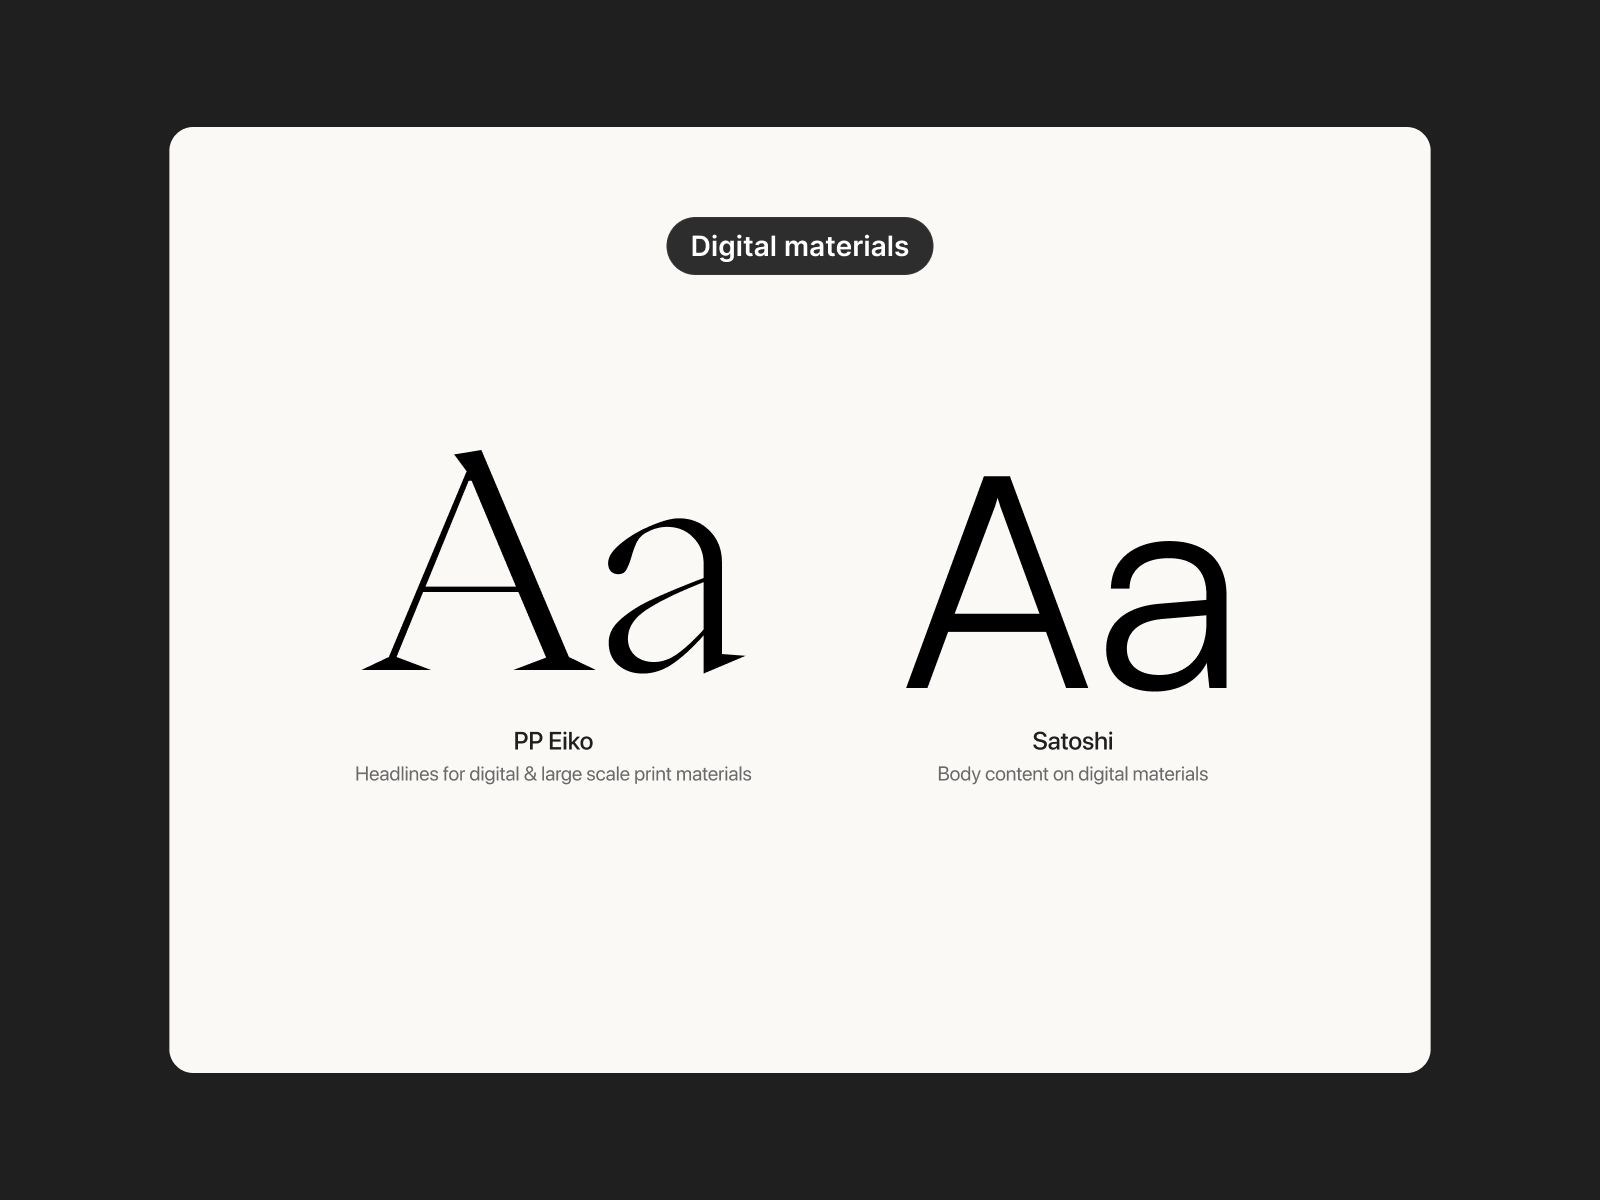 Digital materials
Aa
Aa
PP Eiko
Satoshi
Headlines for digital & large scale print materials
Body content on digital materials